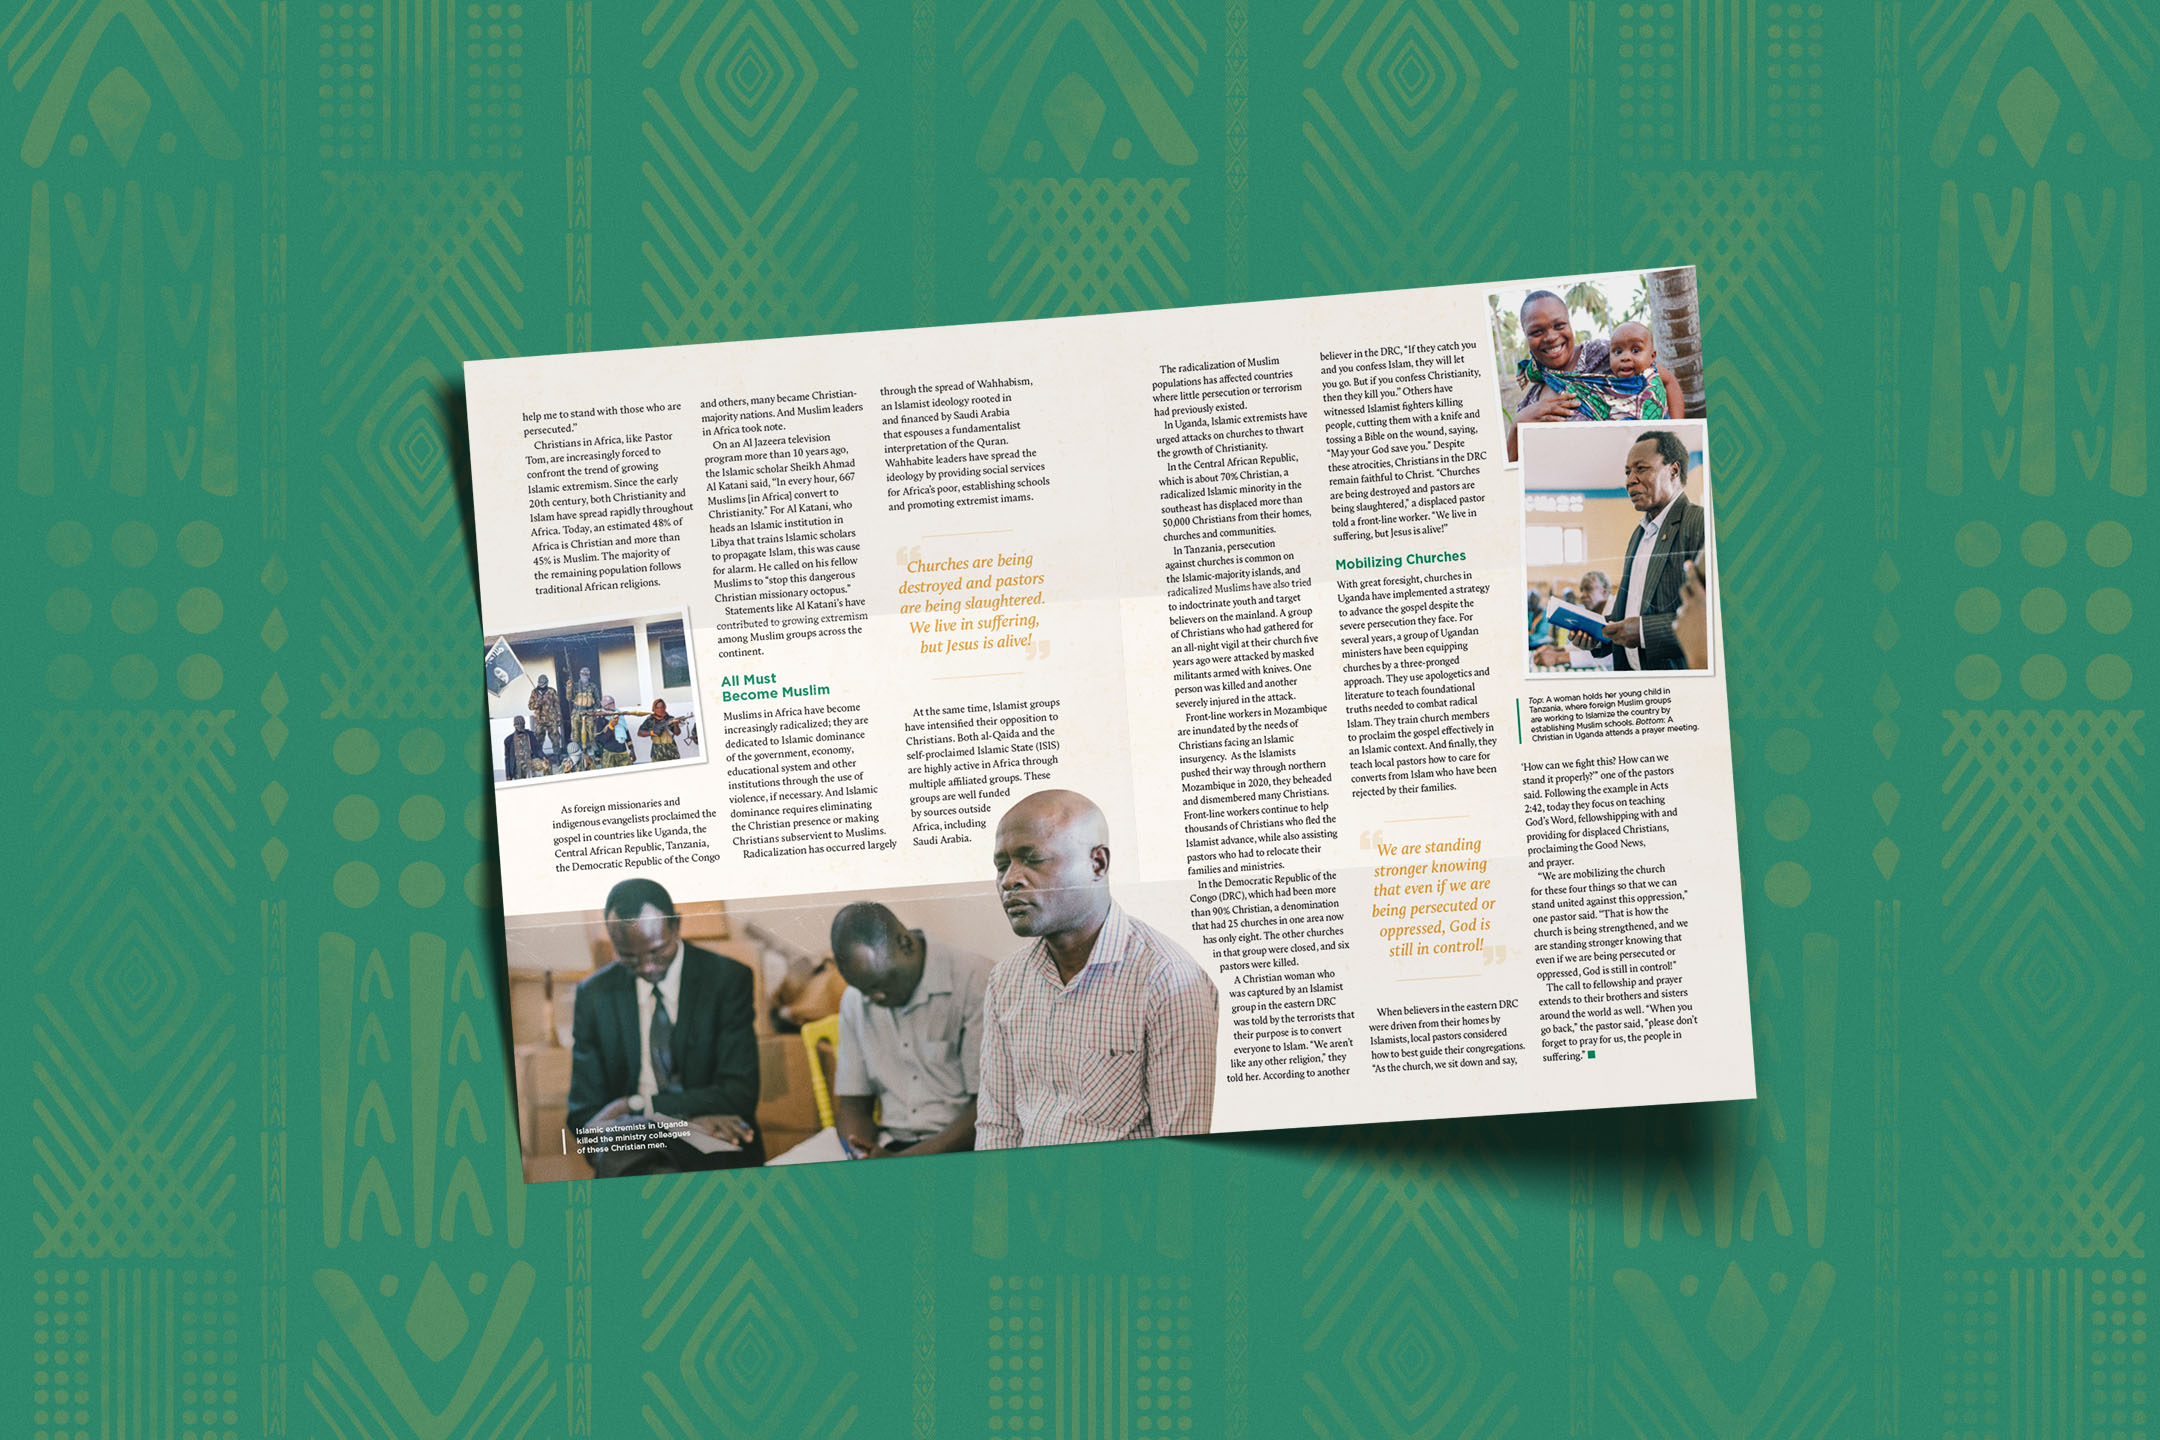 help me to stand with those who are
persecuted.”
Christians in Africa, like Pastor
Tom, are increasingly forced to
confront the trend of growing
Islamic extremism. Since the early
20th century, both Christianity and
Islam have spread rapidly throughout
Africa. Today, an estimated 48% of
Africa is Christian and more than
45% is Muslim. The majority of
the remaining population follows
traditional African religions.
As foreign missionaries and
indigenous evangelists proclaimed the
gospel in countries like Uganda, the
Central African Republic, Tanzania,
the Democratic Republic of the Congo
and others, many became Christian-
majority nations. And Muslim leaders
in Africa took note.
On an Al Jazeera television
program more than 10 years ago,
the Islamic scholar Sheikh Ahmad
Al Katani said, “In every hour, 667
Muslims [in Africa] convert to
Christianity.” For Al Katani, who
heads an Islamic institution in
Libya that trains Islamic scholars
to propagate Islam, this was cause
for alarm. He called on his fellow
Muslims to “stop this dangerous
Christian missionary octopus.”
Statements like Al Katani’s have
contributed to growing extremism
among Muslim groups across the
continent.
All Must
Become Muslim
Muslims in Africa have become
increasingly radicalized; they are
dedicated to Islamic dominance
of the government, economy,
educational system and other
institutions through the use of
violence, if necessary. And Islamic
dominance requires eliminating
the Christian presence or making
Christians subservient to Muslims.
Radicalization has occurred largely
through the spread of Wahhabism,
an Islamist ideology rooted in
and financed by Saudi Arabia
that espouses a fundamentalist
interpretation of the Quran.
Wahhabite leaders have spread the
ideology by providing social services
for Africa’s poor, establishing schools
and promoting extremist imams.
“Churches are being
destroyed and pastors
are being slaughtered.
We live in suffering,
but Jesus is alive!”
At the same time, Islamist groups
have intensified their opposition to
Christians. Both al-Qaida and the
self-proclaimed Islamic State (ISIS)
are highly active in Africa through
multiple affiliated groups. These
groups are well funded
by sources outside
Africa, including
Saudi Arabia.
Islamic extremists in Uganda
killed the ministry colleagues
of these Christian men.
The radicalization of Muslim
populations has affected countries
where little persecution or terrorism
had previously existed.
In Uganda, Islamic extremists have
urged attacks on churches to thwart
the growth of Christianity.
In the Central African Republic,
which is about 70% Christian, a
radicalized Islamic minority in the
southeast has displaced more than
50,000 Christians from their homes,
churches and communities.
In Tanzania, persecution
against churches is common on
the Islamic-majority islands, and
radicalized Muslims have also tried
to indoctrinate youth and target
believers on the mainland. A group
of Christians who had gathered for
an all-night vigil at their church five
years ago were attacked by masked
militants armed with knives. One
person was killed and another
severely injured in the attack.
Front-line workers in Mozambique
are inundated by the needs of
Christians facing an Islamic
insurgency. As the Islamists
pushed their way through northern
Mozambique in 2020, they beheaded
and dismembered many Christians.
Front-line workers continue to help
thousands of Christians who fled the
Islamist advance, while also assisting
pastors who had to relocate their
families and ministries.
In the Democratic Republic of the
Congo (DRC), which had been more
than 90% Christian, a denomination
that had 25 churches in one area now
has only eight. The other churches
in that group were closed, and six
pastors were killed.
A Christian woman who
was captured by an Islamist
group in the eastern DRC
was told by the terrorists that
their purpose is to convert
everyone to Islam. “We aren’t
like any other religion,” they
told her. According to another
believer in the DRC, “If they catch you
and you confess Islam, they will let
you go. But if you confess Christianity,
then they kill you.” Others have
witnessed Islamist fighters killing
people, cutting them with a knife and
tossing a Bible on the wound, saying,
“May your God save you.” Despite
these atrocities, Christians in the DRC
remain faithful to Christ. “Churches
are being destroyed and pastors are
being slaughtered,” a displaced pastor
told a front-line worker. “We live in
suffering, but Jesus is alive!”
Mobilizing Churches
With great foresight, churches in
Uganda have implemented a strategy
to advance the gospel despite the
severe persecution they face. For
several years, a group of Ugandan
ministers have been equipping
churches by a three-pronged
approach. They use apologetics and
literature to teach foundational
truths needed to combat radical
Islam. They train church members
to proclaim the gospel effectively in
an Islamic context. And finally, they
teach local pastors how to care for
converts from Islam who have been
rejected by their families.
“We are standing
stronger knowing
that even if we are
being persecuted or
oppressed, God is
still in control!”
When believers in the eastern DRC
were driven from their homes by
Islamists, local pastors considered
how to best guide their congregations.
“As the church, we sit down and say,
Top: A woman holds her young child in
Tanzania, where foreign Muslim groups
are working to Islamize the country by
establishing Muslim schools. Bottom: A
Christian in Uganda attends a prayer meeting.
‘How can we fight this? How can we
stand it properly?’” one of the pastors
said. Following the example in Acts
2:42, today they focus on teaching
God’s Word, fellowshipping with and
providing for displaced Christians,
proclaiming the Good News,
and prayer.
“We are mobilizing the church
for these four things so that we can
stand united against this oppression,”
one pastor said. “That is how the
church is being strengthened, and we
are standing stronger knowing that
even if we are being persecuted or
oppressed, God is still in control!”
The call to fellowship and prayer
extends to their brothers and sisters
around the world as well. “When you
go back,” the pastor said, “please don’t
forget to pray for us, the people in
suffering.”